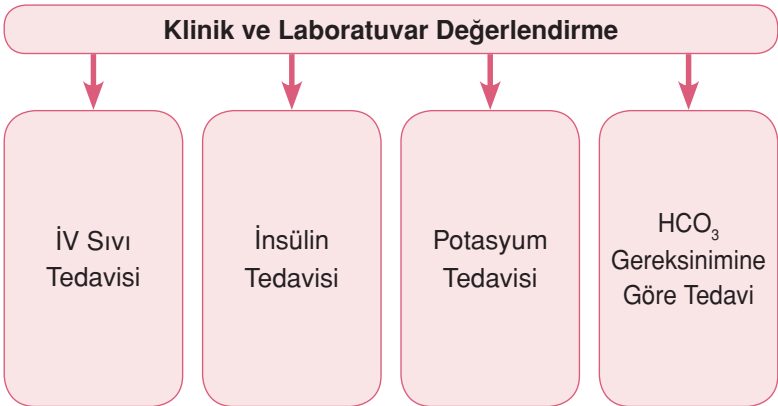 Klinik ve Laboratuvar Değerlendirme
İV Sıvı
Tedavisi
İnsülin
Tedavisi
Potasyum
Tedavisi
HCO₃
Gereksinimine
Göre Tedavi